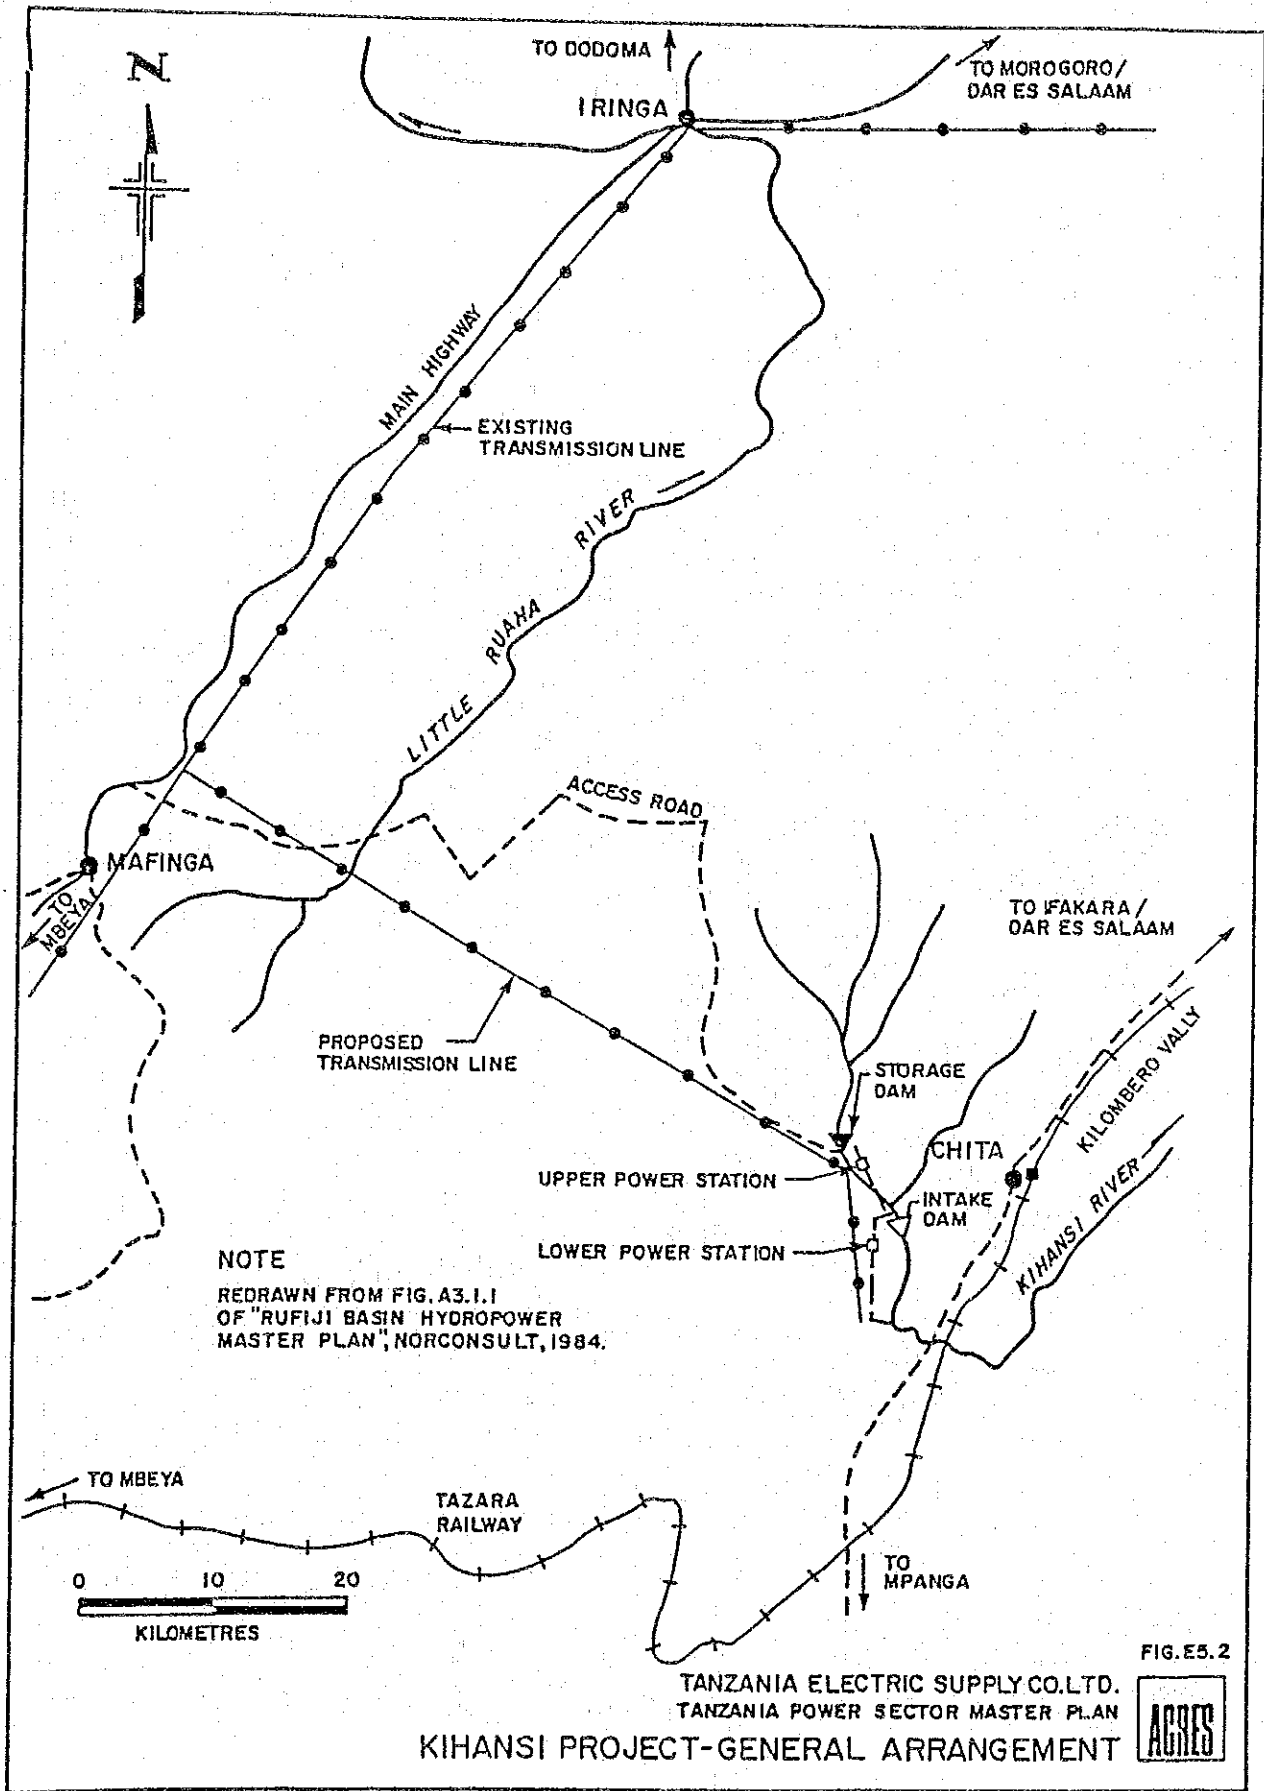 N
TO DODOMA
TO MOROGORO/
DAR ES SALAAM
IRINGA
MAIN HIGHWAY
EXISTING
TRANSMISSION LINE
LITTLE RUAHA RIVER
ACCESS ROAD
MAFINGA
TO
MBEYA
TO IFAKARA/
DAR ES SALAAM
PROPOSED
TRANSMISSION LINE
STORAGE
DAM
KILOMBERO VALLY
CHITA
UPPER POWER STATION
INTAKE
DAM
LOWER POWER STATION
KIHANSI RIVER
NOTE
REDRAWN FROM FIG. A3.1.1
OF "RUFIJI BASIN HYDROPOWER
MASTER PLAN", NORCONSULT, 1984.
TO MBEYA
TAZARA
RAILWAY
TO
MPANGA
0 10 20
KILOMETRES
FIG. E5.2
TANZANIA ELECTRIC SUPPLY CO. LTD.
TANZANIA POWER SECTOR MASTER PLAN
KIHANSI PROJECT-GENERAL ARRANGEMENT
ACRES